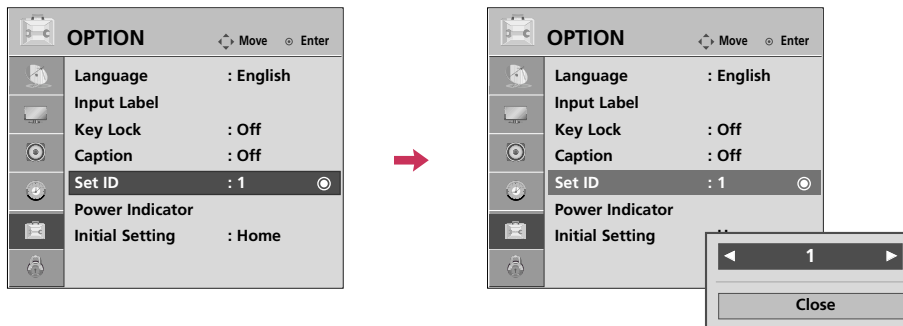 OPTION Move Enter
Language : English
Input Label
Key Lock : Off
Caption : Off
Set ID : 1
Power Indicator
Initial Setting : Home
OPTION Move Enter
Language : English
Input Label
Key Lock : Off
Caption : Off
Set ID : 1
Power Indicator
Initial Setting
◄ 1 ►
Close